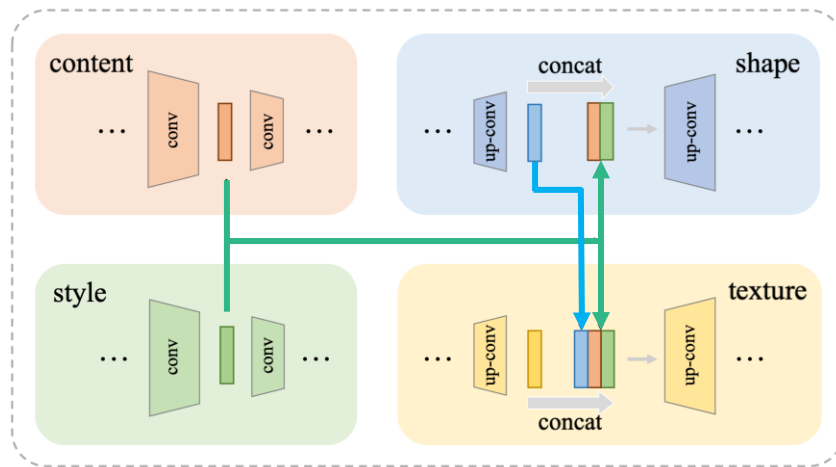 content
... conv conv ...
concat
shape
... up-conv up-conv ...
style
... conv conv ...
texture
... up-conv up-conv ...
concat